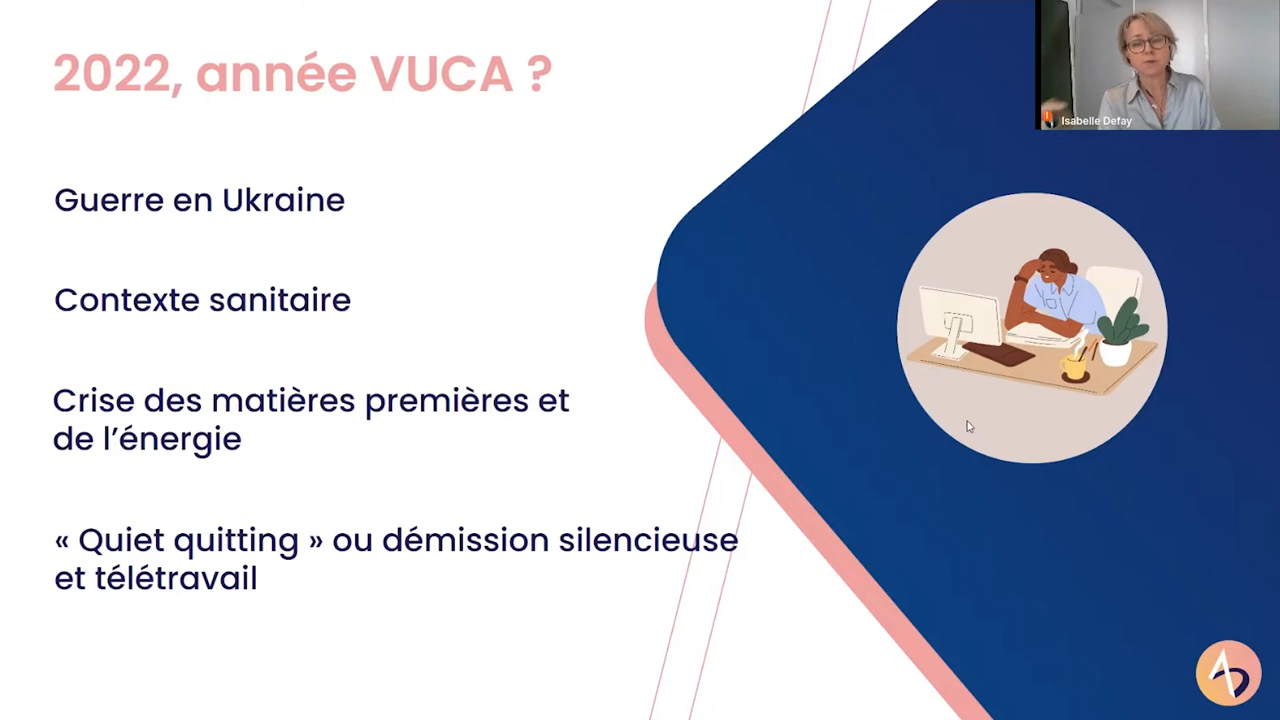 2022, année VUCA ?
Isabelle Defay
Guerre en Ukraine
Contexte sanitaire
Crise des matières premières et
de l’énergie
« Quiet quitting » ou démission silencieuse
et télétravail